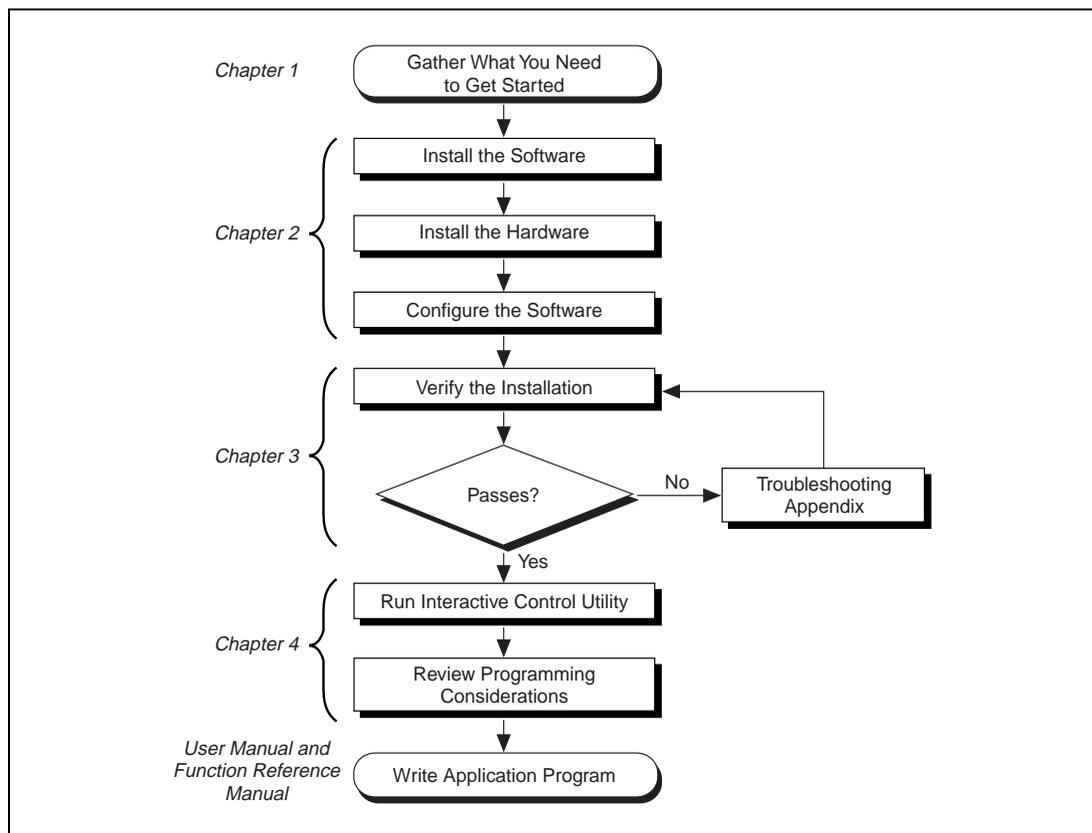 Chapter 1
Gather What You Need
to Get Started
Install the Software
Chapter 2
Install the Hardware
Configure the Software
Verify the Installation
Chapter 3
Passes?
No
Troubleshooting
Appendix
Yes
Run Interactive Control Utility
Chapter 4
Review Programming
Considerations
User Manual and
Function Reference
Manual
Write Application Program